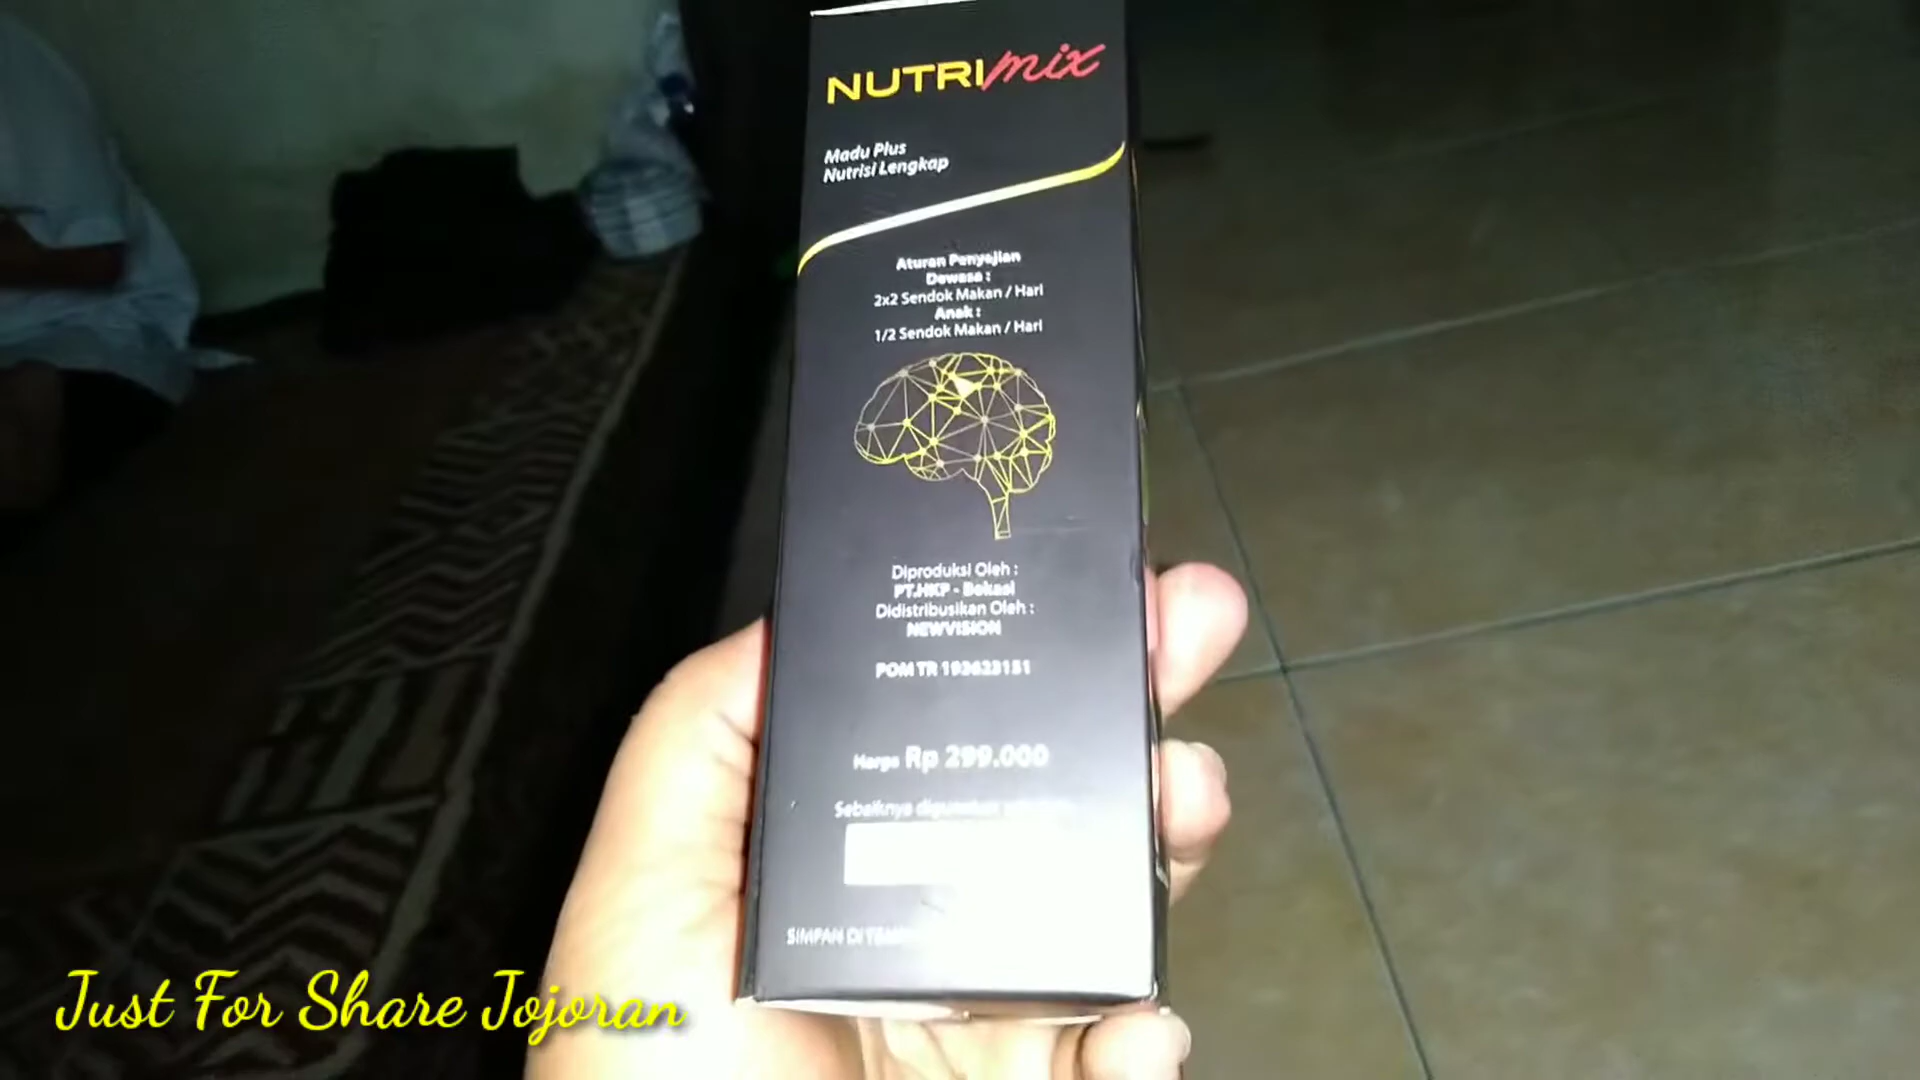 NUTRImix
Madu Plus
Nutrisi Lengkap
Aturan Penyajian
Dewasa :
2x2 Sendok Makan / Hari
Anak :
1/2 Sendok Makan / Hari
Diproduksi Oleh :
PT.HKP - Bekasi
Didistribusikan Oleh :
NEWVISION
POM TR 193623151
Harga Rp 299.000
Sebaiknya digunakan
SIMPAN DI
Just For Share Jojoran